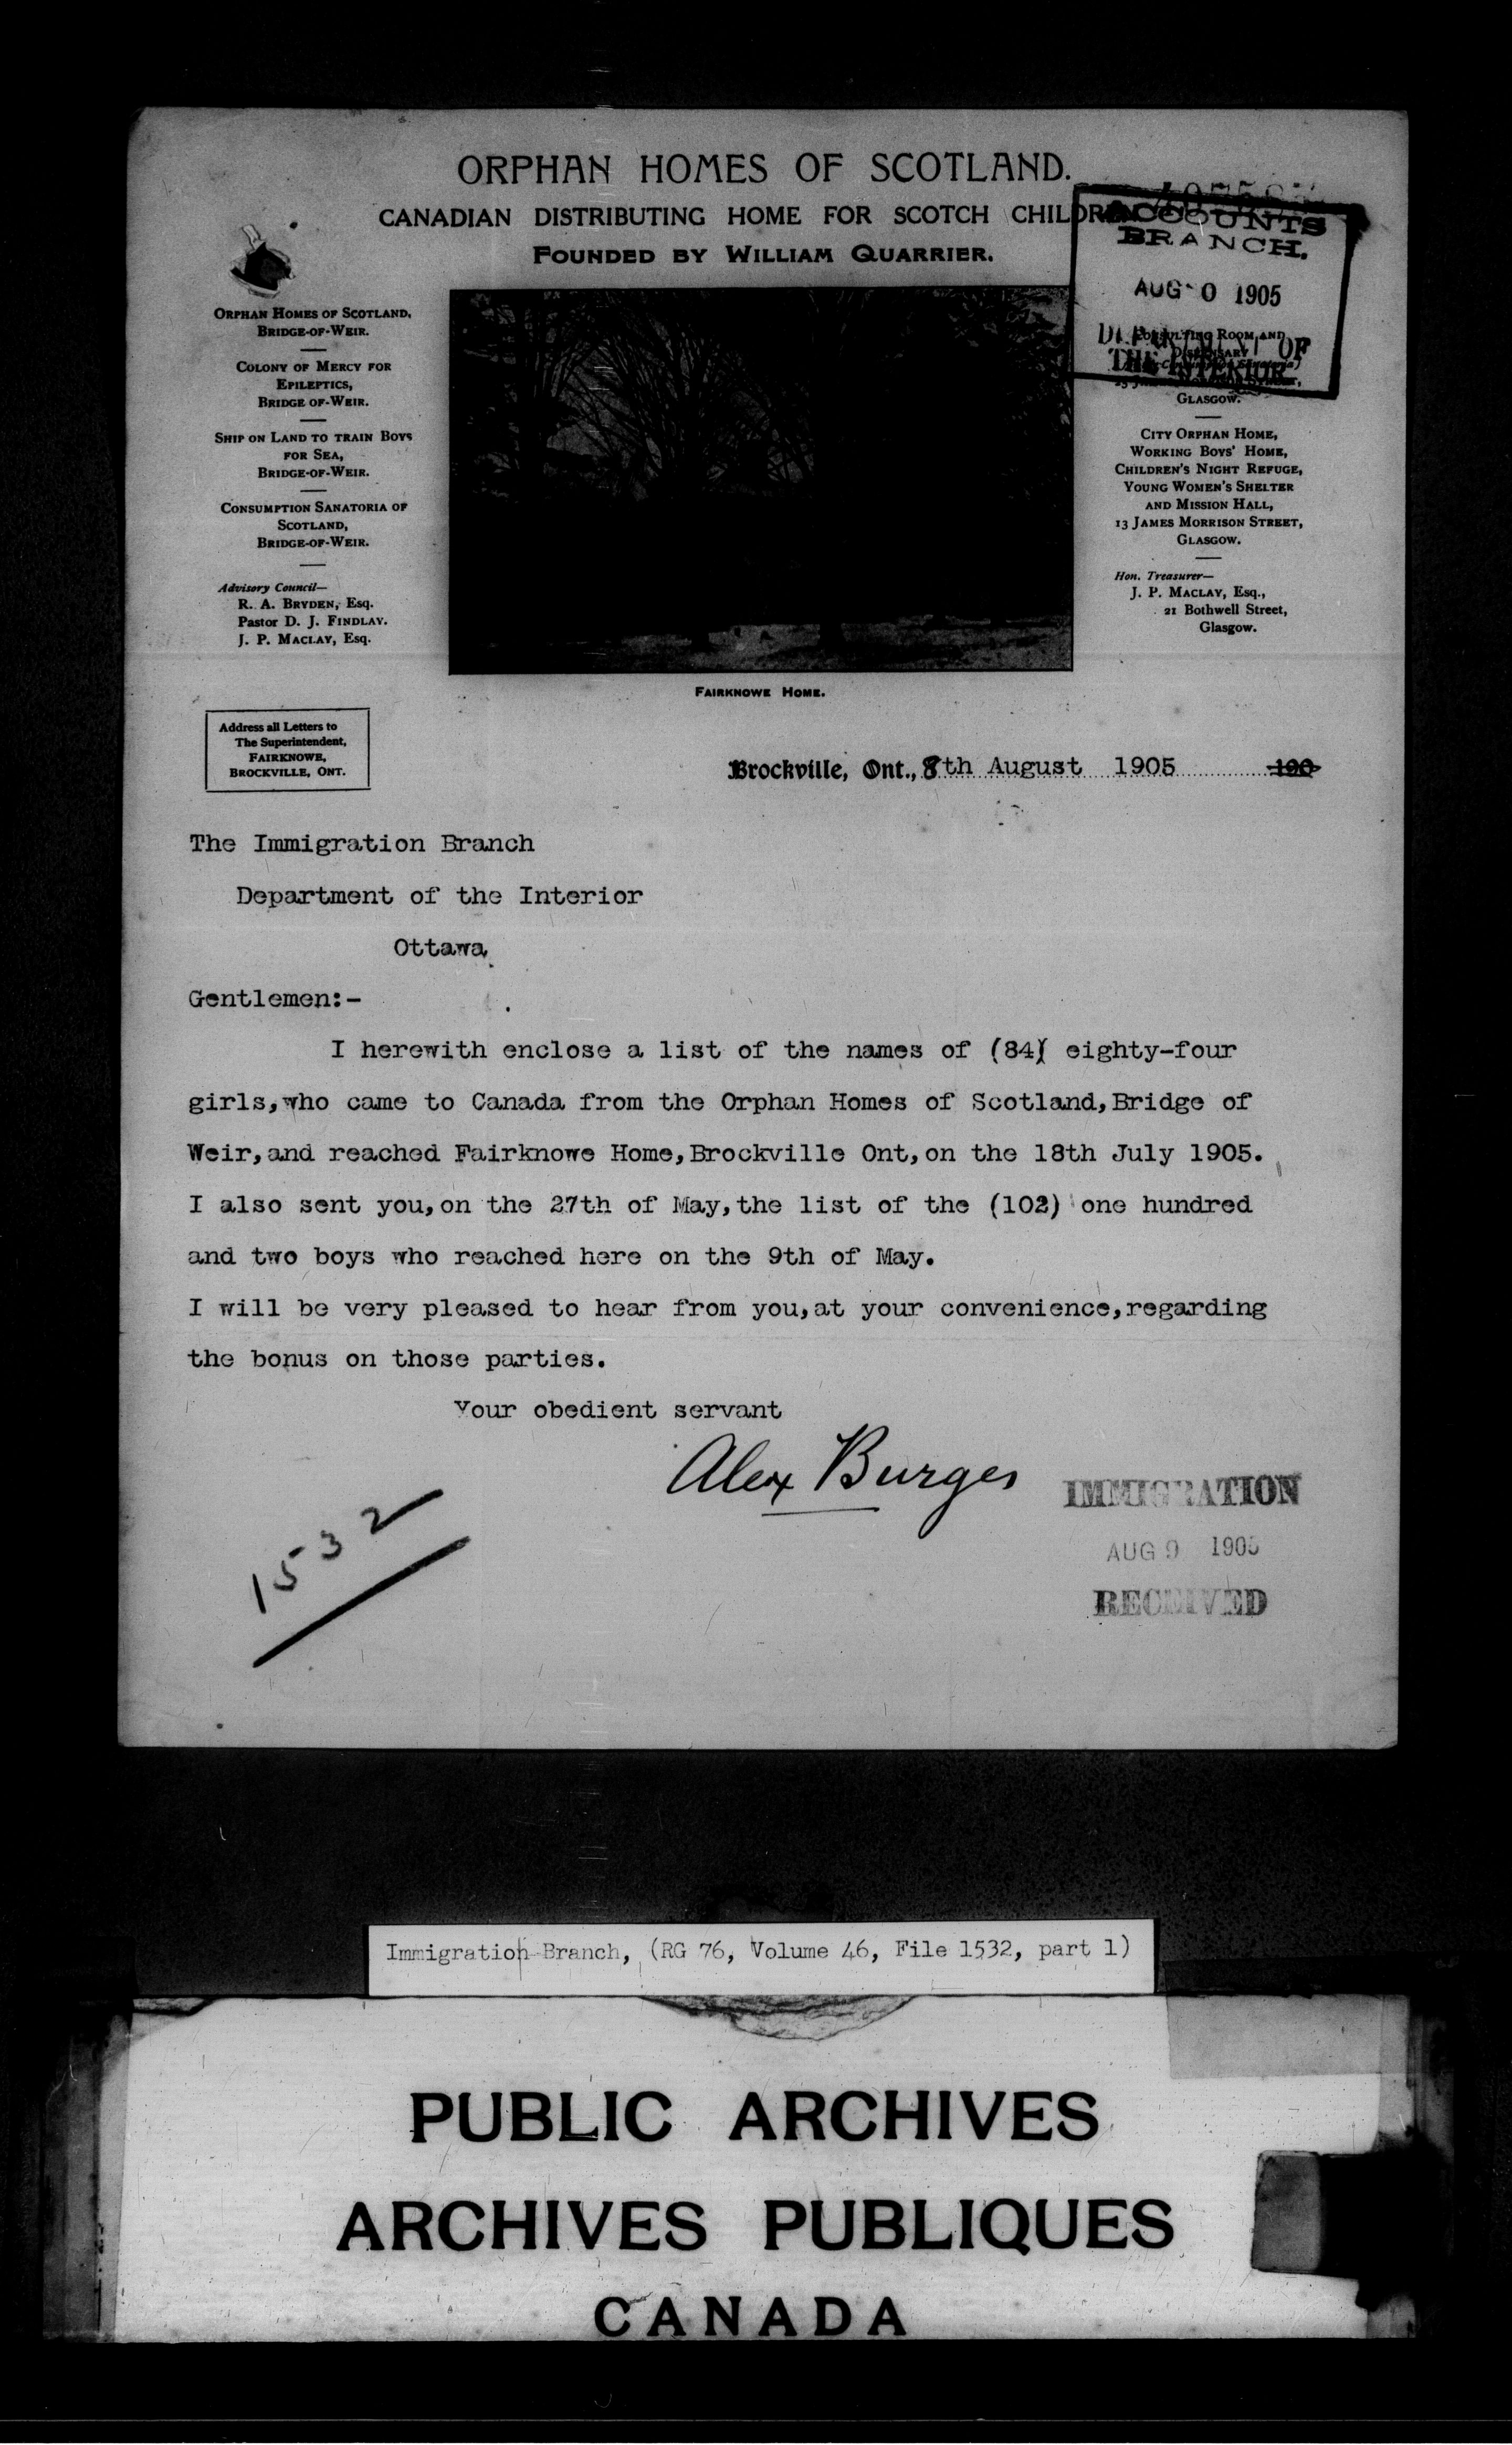 ORPHAN HOMES OF SCOTLAND.
CANADIAN DISTRIBUTING HOME FOR SCOTCH
FOUNDED BY WILLIAM QUARRIER.
ACCOUNTS
BRANCH.
AUG 1905
OF
THE INTERIOR
ORPHAN HOMES OF SCOTLAND,
BRIDGE-OF-WEIR.
COLONY OF MERCY FOR
EPILEPTICS,
BRIDGE OF-WEIR.
SHIP ON LAND TO TRAIN BOYS
FOR SEA,
BRIDGE-OF-WEIR.
CONSUMPTION SANATORIA OF
SCOTLAND,
BRIDGE-OF-WEIR.
Advisory Council—
R. A. BRYDEN, Esq.
Pastor D. J. FINDLAY.
J. P. MACLAY, Esq.
ROOM AND
GLASGOW.
CITY ORPHAN HOME,
WORKING BOYS' HOME,
CHILDREN'S NIGHT REFUGE,
YOUNG WOMEN'S SHELTER
AND MISSION HALL,
13 JAMES MORRISON STREET,
GLASGOW.
Hon. Treasurer—
J. P. MACLAY, Esq.,
21 Bothwell Street,
Glasgow.
FAIRKNOWE HOME.
Address all Letters to
The Superintendent,
FAIRKNOWE,
BROCKVILLE, ONT.
Brockville, Ont., 8th August 1905 190
The Immigration Branch
Department of the Interior
Ottawa
Gentlemen:-
I herewith enclose a list of the names of (84) eighty-four
girls,who came to Canada from the Orphan Homes of Scotland,Bridge of
Weir,and reached Fairknowe Home,Brockville Ont,on the 18th July 1905.
I also sent you,on the 27th of May,the list of the (102) one hundred
and two boys who reached here on the 9th of May.
I will be very pleased to hear from you,at your convenience,regarding
the bonus on those parties.
Your obedient servant
Alex Burges
IMMIGRATION
AUG 9 1905
RECEIVED
1532
Immigration Branch, (RG 76, Volume 46, File 1532, part 1)
PUBLIC ARCHIVES
ARCHIVES PUBLIQUES
CANADA